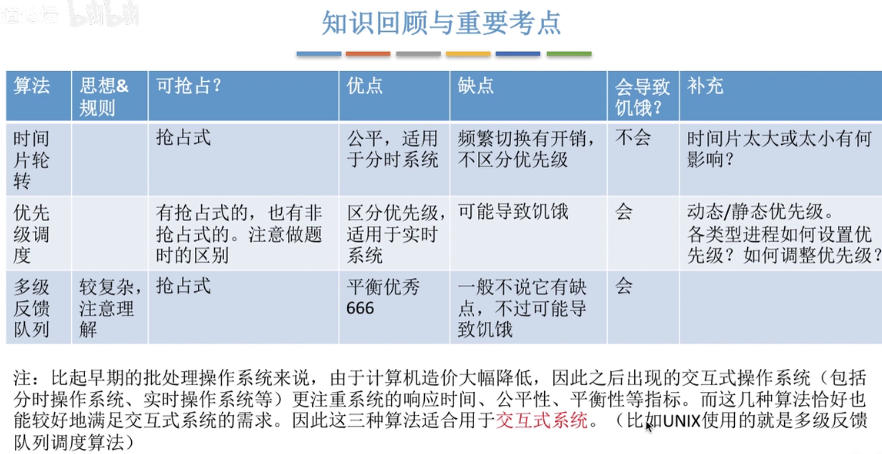 bilibili
知识回顾与重要考点
算法 思想& 可抢占? 优点 缺点 会导致 补充
规则 饥饿?
时间 抢占式 公平，适用 频繁切换有开销， 不会 时间片太大或太小有何
片轮 于分时系统 不区分优先级 影响?
转
优先 有抢占式的，也有非 区分优先级， 可能导致饥饿 会 动态/静态优先级。
级调 抢占式的。注意做题 适用于实时 各类型进程如何设置优
度 时的区别 系统 先级？如何调整优先级?
多级 较复杂， 抢占式 平衡优秀 一般不说它有缺 会
反馈 注意理 666 点，不过可能导
队列 解 致饥饿
注：比起早期的批处理操作系统来说，由于计算机造价大幅降低，因此之后出现的交互式操作系统（包括
分时操作系统、实时操作系统等）更注重系统的响应时间、公平性、平衡性等指标。而这几种算法恰好也
能较好地满足交互式系统的需求。因此这三种算法适合用于交互式系统。（比如UNIX使用的就是多级反馈
队列调度算法）